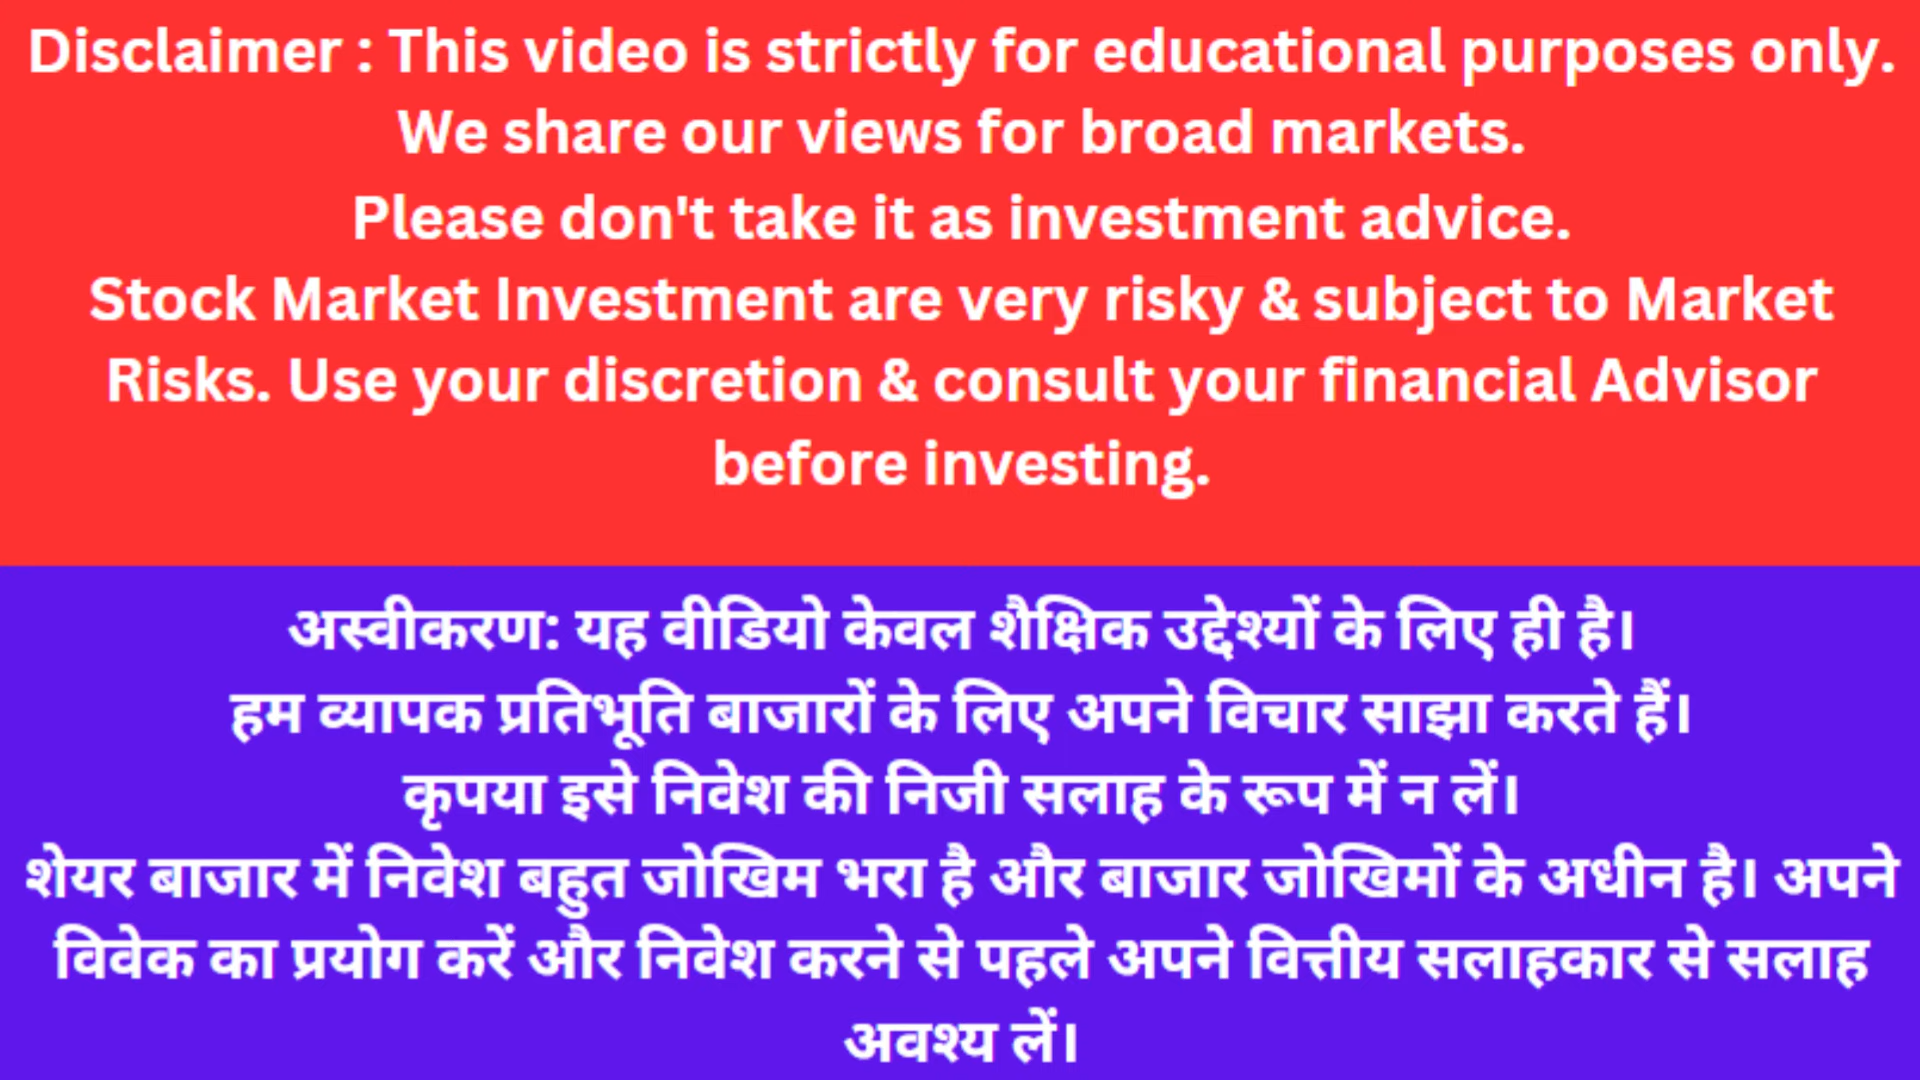 Disclaimer : This video is strictly for educational purposes only.
We share our views for broad markets.
Please don't take it as investment advice.
Stock Market Investment are very risky & subject to Market
Risks. Use your discretion & consult your financial Advisor
before investing.
अस्वीकरण: यह वीडियो केवल शैक्षिक उद्देश्यों के लिए ही है।
हम व्यापक प्रतिभूति बाजारों के लिए अपने विचार साझा करते हैं।
कृपया इसे निवेश की निजी सलाह के रूप में न लें।
शेयर बाजार में निवेश बहुत जोखिम भरा है और बाजार जोखिमों के अधीन है। अपने
विवेक का प्रयोग करें और निवेश करने से पहले अपने वित्तीय सलाहकार से सलाह
अवश्य लें।